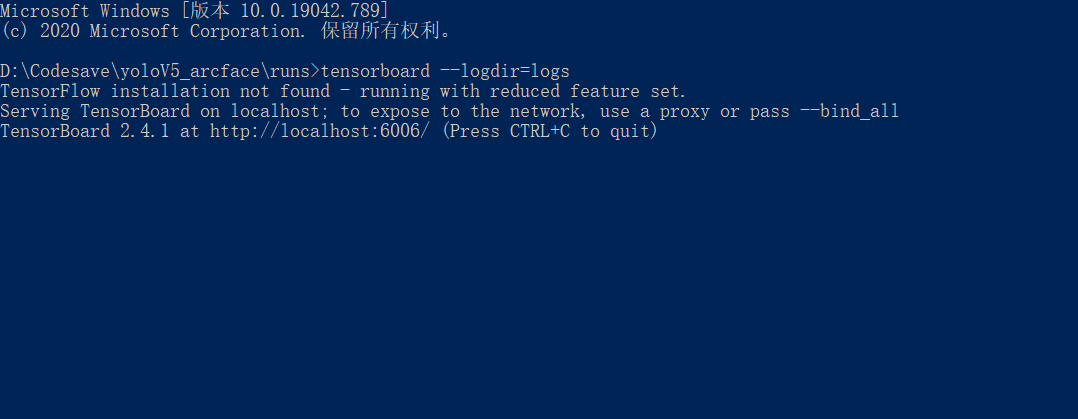 Microsoft Windows [版本 10.0.19042.789]
(c) 2020 Microsoft Corporation. 保留所有权利。
D:\Codesave\yoloV5_arcface\runs>tensorboard --logdir=logs
TensorFlow installation not found - running with reduced feature set.
Serving TensorBoard on localhost; to expose to the network, use a proxy or pass --bind_all
TensorBoard 2.4.1 at http://localhost:6006/ (Press CTRL+C to quit)